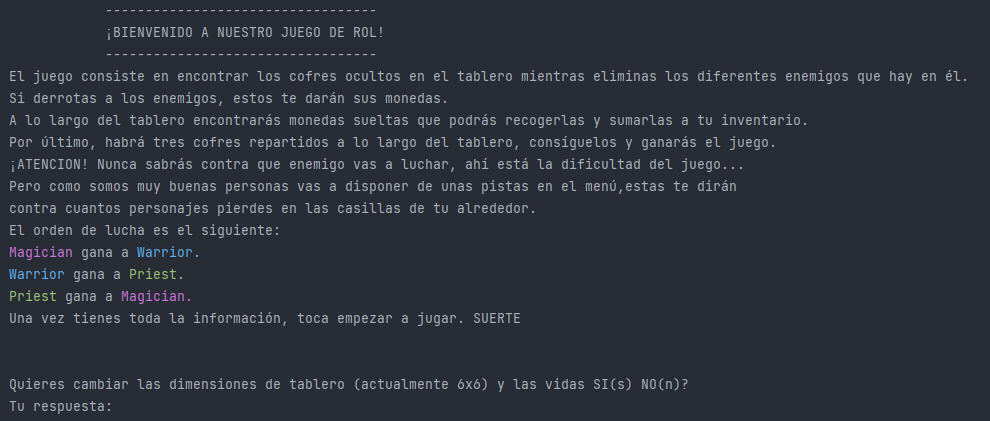 ----------------------------------
¡BIENVENIDO A NUESTRO JUEGO DE ROL!
----------------------------------
El juego consiste en encontrar los cofres ocultos en el tablero mientras eliminas los diferentes enemigos que hay en él.
Si derrotas a los enemigos, estos te darán sus monedas.
A lo largo del tablero encontrarás monedas sueltas que podrás recogerlas y sumarlas a tu inventario.
Por último, habrá tres cofres repartidos a lo largo del tablero, consíguelos y ganarás el juego.
¡ATENCION! Nunca sabrás contra que enemigo vas a luchar, ahí está la dificultad del juego...
Pero como somos muy buenas personas vas a disponer de unas pistas en el menú,estas te dirán
contra cuantos personajes pierdes en las casillas de tu alrededor.
El orden de lucha es el siguiente:
Magician gana a Warrior.
Warrior gana a Priest.
Priest gana a Magician.
Una vez tienes toda la información, toca empezar a jugar. SUERTE
Quieres cambiar las dimensiones de tablero (actualmente 6x6) y las vidas SI(s) NO(n)?
Tu respuesta: